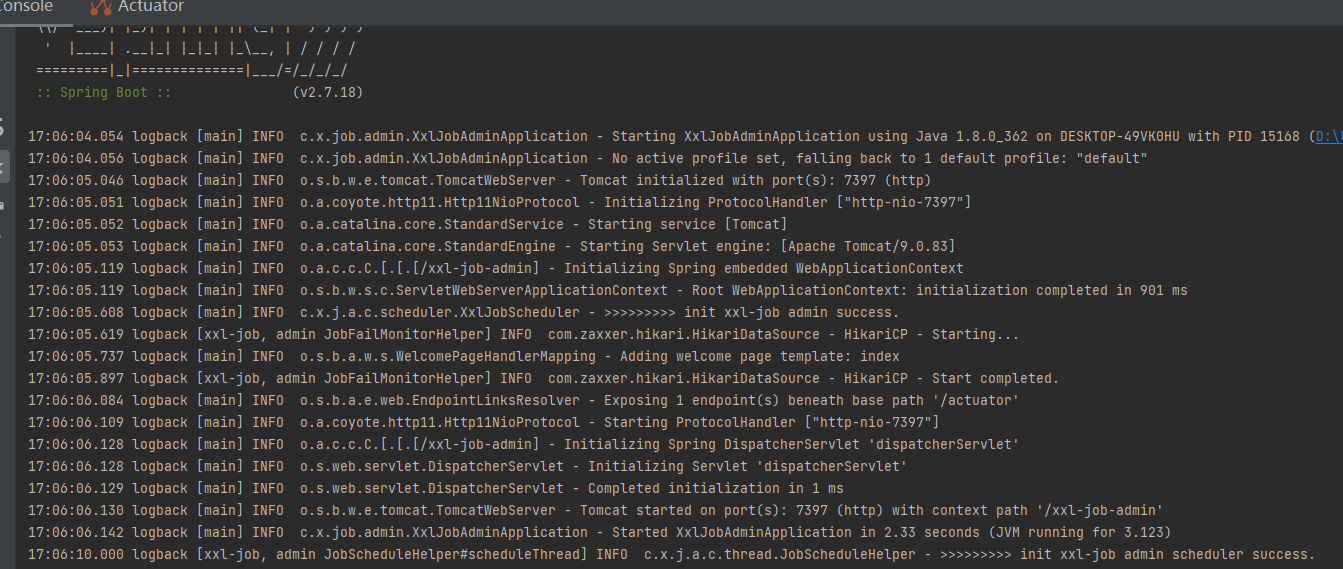 Console Actuator
' |____| .__|_| |_|_| |_\__, | / / / /
=========|_|==============|___/=/_/_/_/
:: Spring Boot :: (v2.7.18)
17:06:04.054 logback [main] INFO c.x.job.admin.XxlJobAdminApplication - Starting XxlJobAdminApplication using Java 1.8.0_362 on DESKTOP-49VK0HU with PID 15168 (D:\
17:06:04.056 logback [main] INFO c.x.job.admin.XxlJobAdminApplication - No active profile set, falling back to 1 default profile: "default"
17:06:05.046 logback [main] INFO o.s.b.w.e.tomcat.TomcatWebServer - Tomcat initialized with port(s): 7397 (http)
17:06:05.051 logback [main] INFO o.a.coyote.http11.Http11NioProtocol - Initializing ProtocolHandler ["http-nio-7397"]
17:06:05.052 logback [main] INFO o.a.catalina.core.StandardService - Starting service [Tomcat]
17:06:05.053 logback [main] INFO o.a.catalina.core.StandardEngine - Starting Servlet engine: [Apache Tomcat/9.0.83]
17:06:05.119 logback [main] INFO o.a.c.c.C.[.[.[/xxl-job-admin] - Initializing Spring embedded WebApplicationContext
17:06:05.119 logback [main] INFO o.s.b.w.s.c.ServletWebServerApplicationContext - Root WebApplicationContext: initialization completed in 901 ms
17:06:05.608 logback [main] INFO c.x.j.a.c.scheduler.XxlJobScheduler - >>>>>>>>> init xxl-job admin success.
17:06:05.619 logback [xxl-job, admin JobFailMonitorHelper] INFO com.zaxxer.hikari.HikariDataSource - HikariCP - Starting...
17:06:05.737 logback [main] INFO o.s.b.a.w.s.WelcomePageHandlerMapping - Adding welcome page template: index
17:06:05.897 logback [xxl-job, admin JobFailMonitorHelper] INFO com.zaxxer.hikari.HikariDataSource - HikariCP - Start completed.
17:06:06.084 logback [main] INFO o.s.b.a.e.web.EndpointLinksResolver - Exposing 1 endpoint(s) beneath base path '/actuator'
17:06:06.109 logback [main] INFO o.a.coyote.http11.Http11NioProtocol - Starting ProtocolHandler ["http-nio-7397"]
17:06:06.128 logback [main] INFO o.a.c.c.C.[.[.[/xxl-job-admin] - Initializing Spring DispatcherServlet 'dispatcherServlet'
17:06:06.128 logback [main] INFO o.s.web.servlet.DispatcherServlet - Initializing Servlet 'dispatcherServlet'
17:06:06.129 logback [main] INFO o.s.web.servlet.DispatcherServlet - Completed initialization in 1 ms
17:06:06.130 logback [main] INFO o.s.b.w.e.tomcat.TomcatWebServer - Tomcat started on port(s): 7397 (http) with context path '/xxl-job-admin'
17:06:06.142 logback [main] INFO c.x.job.admin.XxlJobAdminApplication - Started XxlJobAdminApplication in 2.33 seconds (JVM running for 3.123)
17:06:10.000 logback [xxl-job, admin JobScheduleHelper#scheduleThread] INFO c.x.j.a.c.thread.JobScheduleHelper - >>>>>>>>> init xxl-job admin scheduler success.